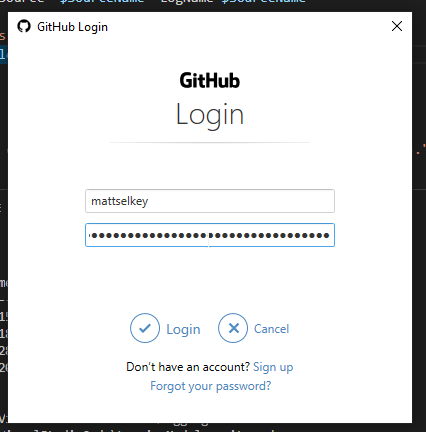 GitHub Login
GitHub
Login
mattselkey
Login
Cancel
Don't have an account? Sign up
Forgot your password?